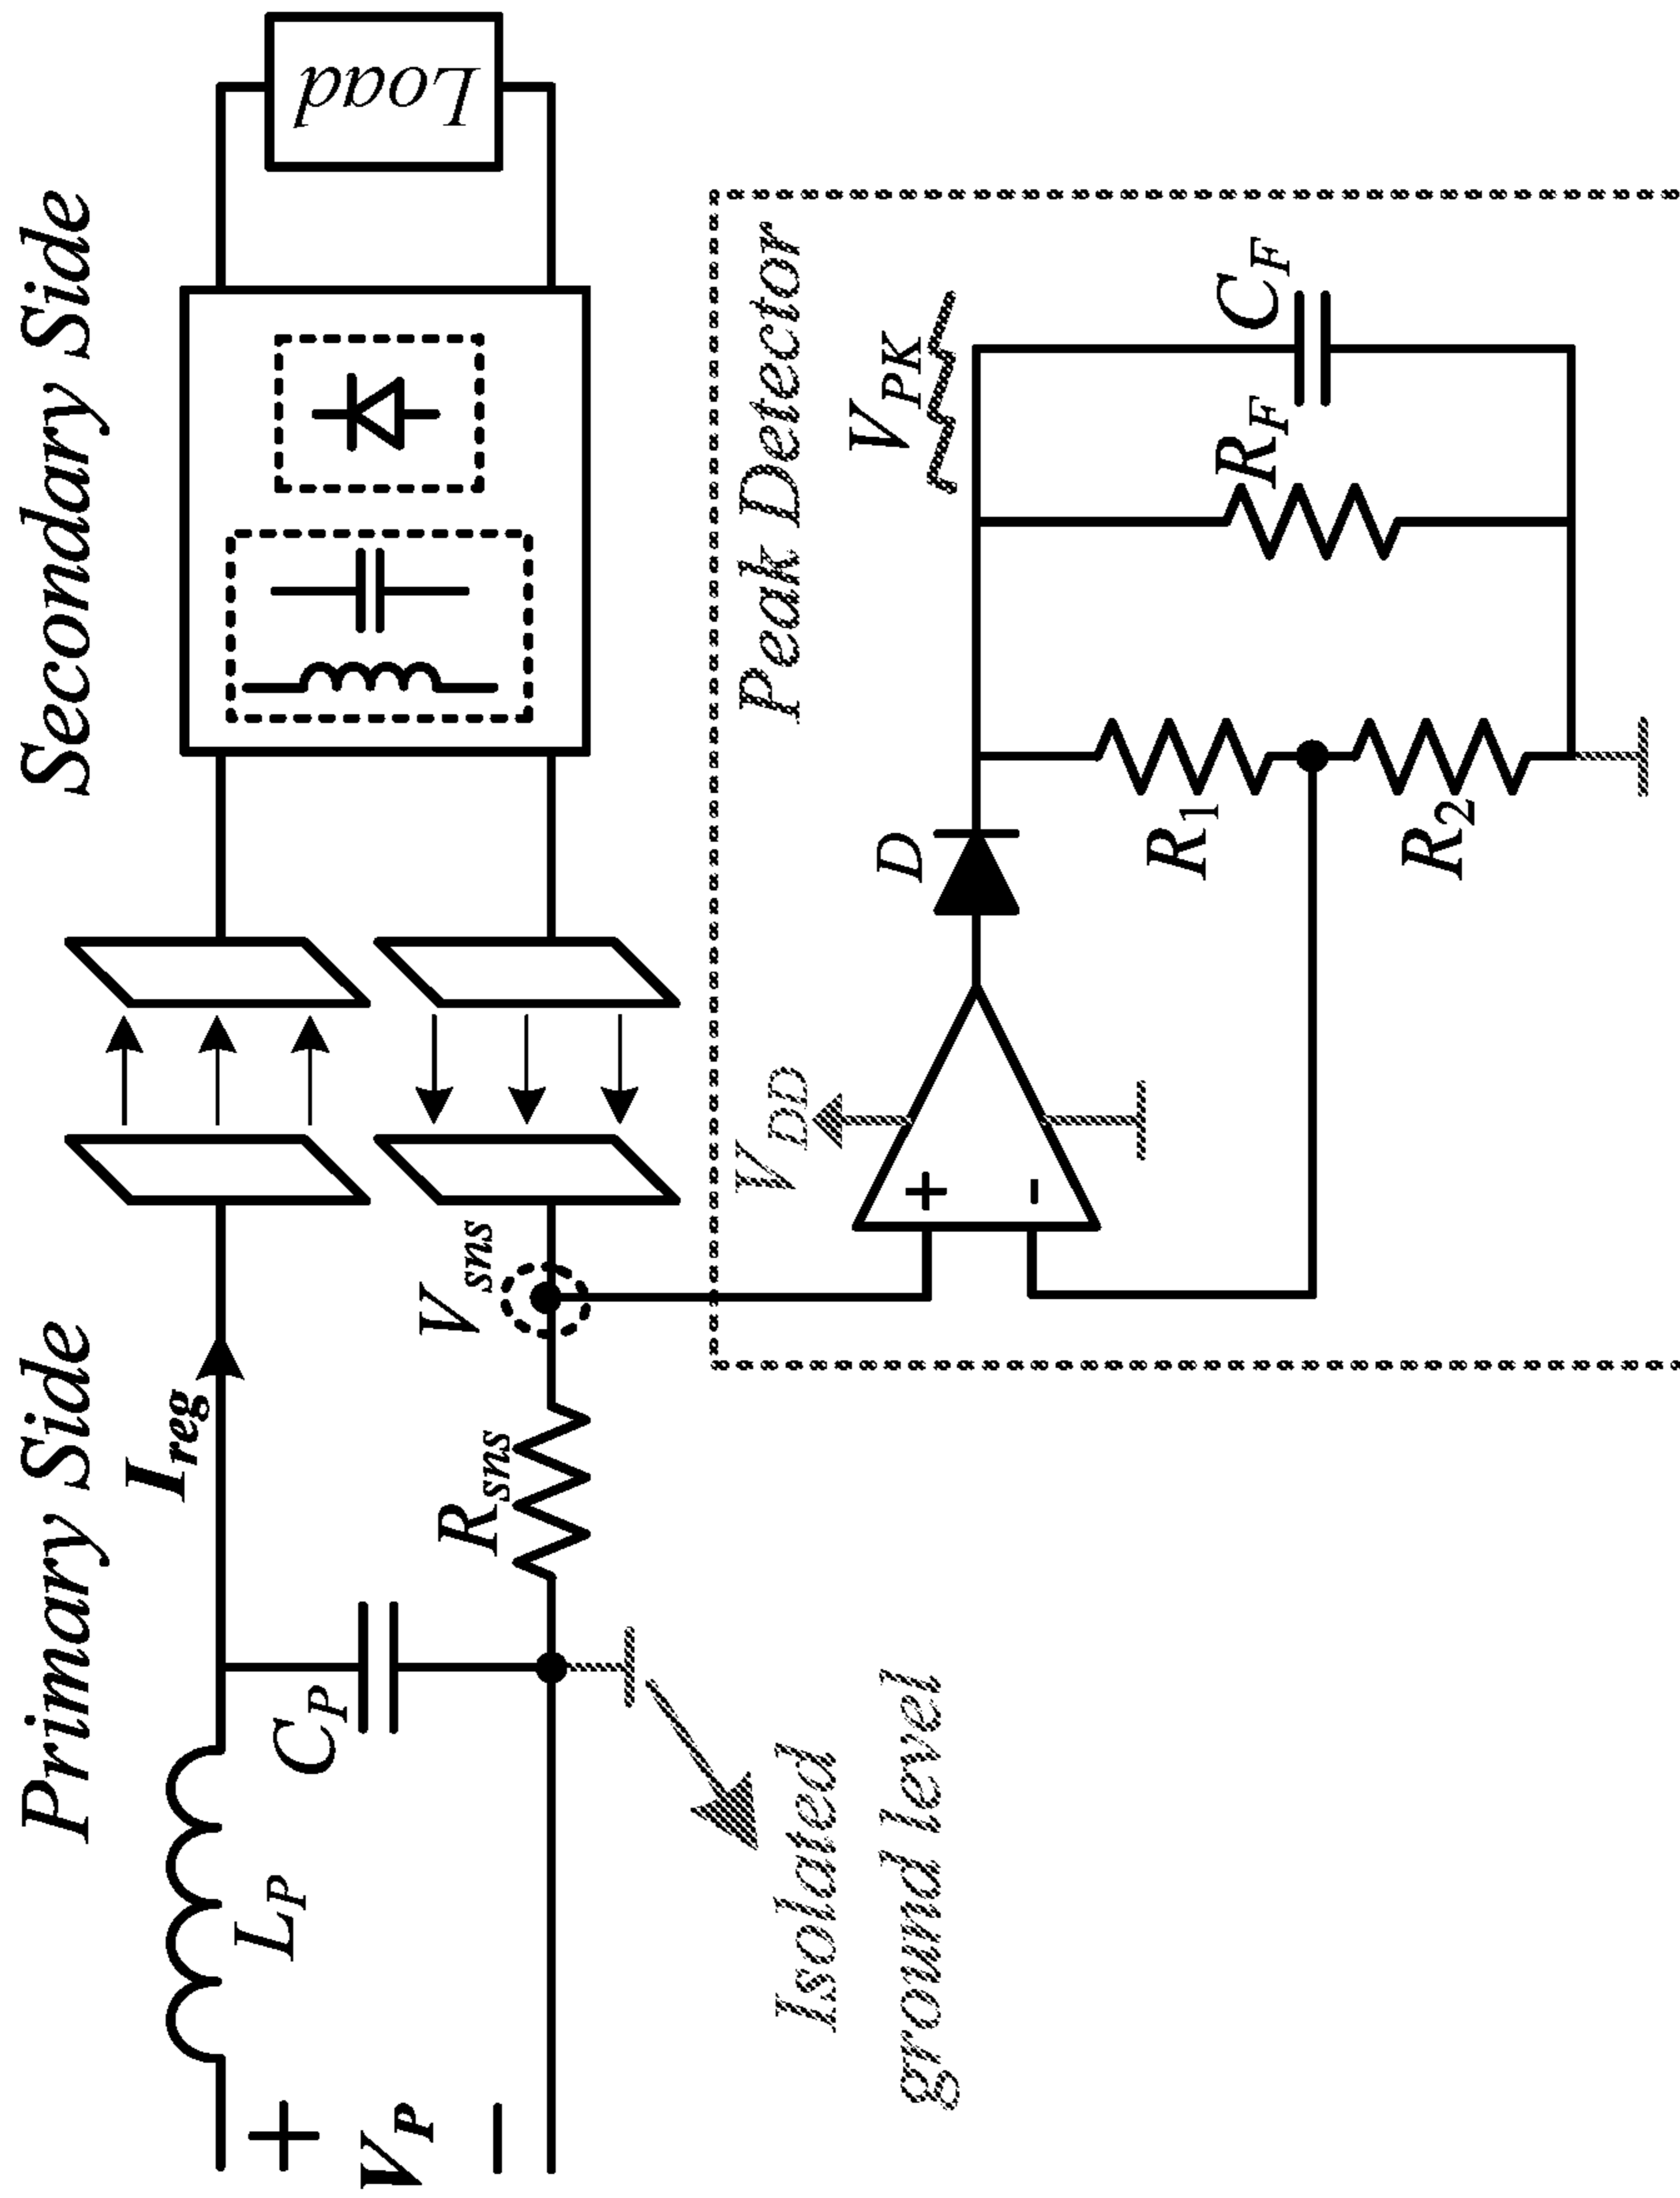 Primary Side
Secondary Side
I_reg
L_P
C_P
+
V_P
−
R_sns
V_sns
Load
Isolated
ground level
Peak Detector
V_DD
+
-
D
V_PK
R_1
R_2
R_F
C_F